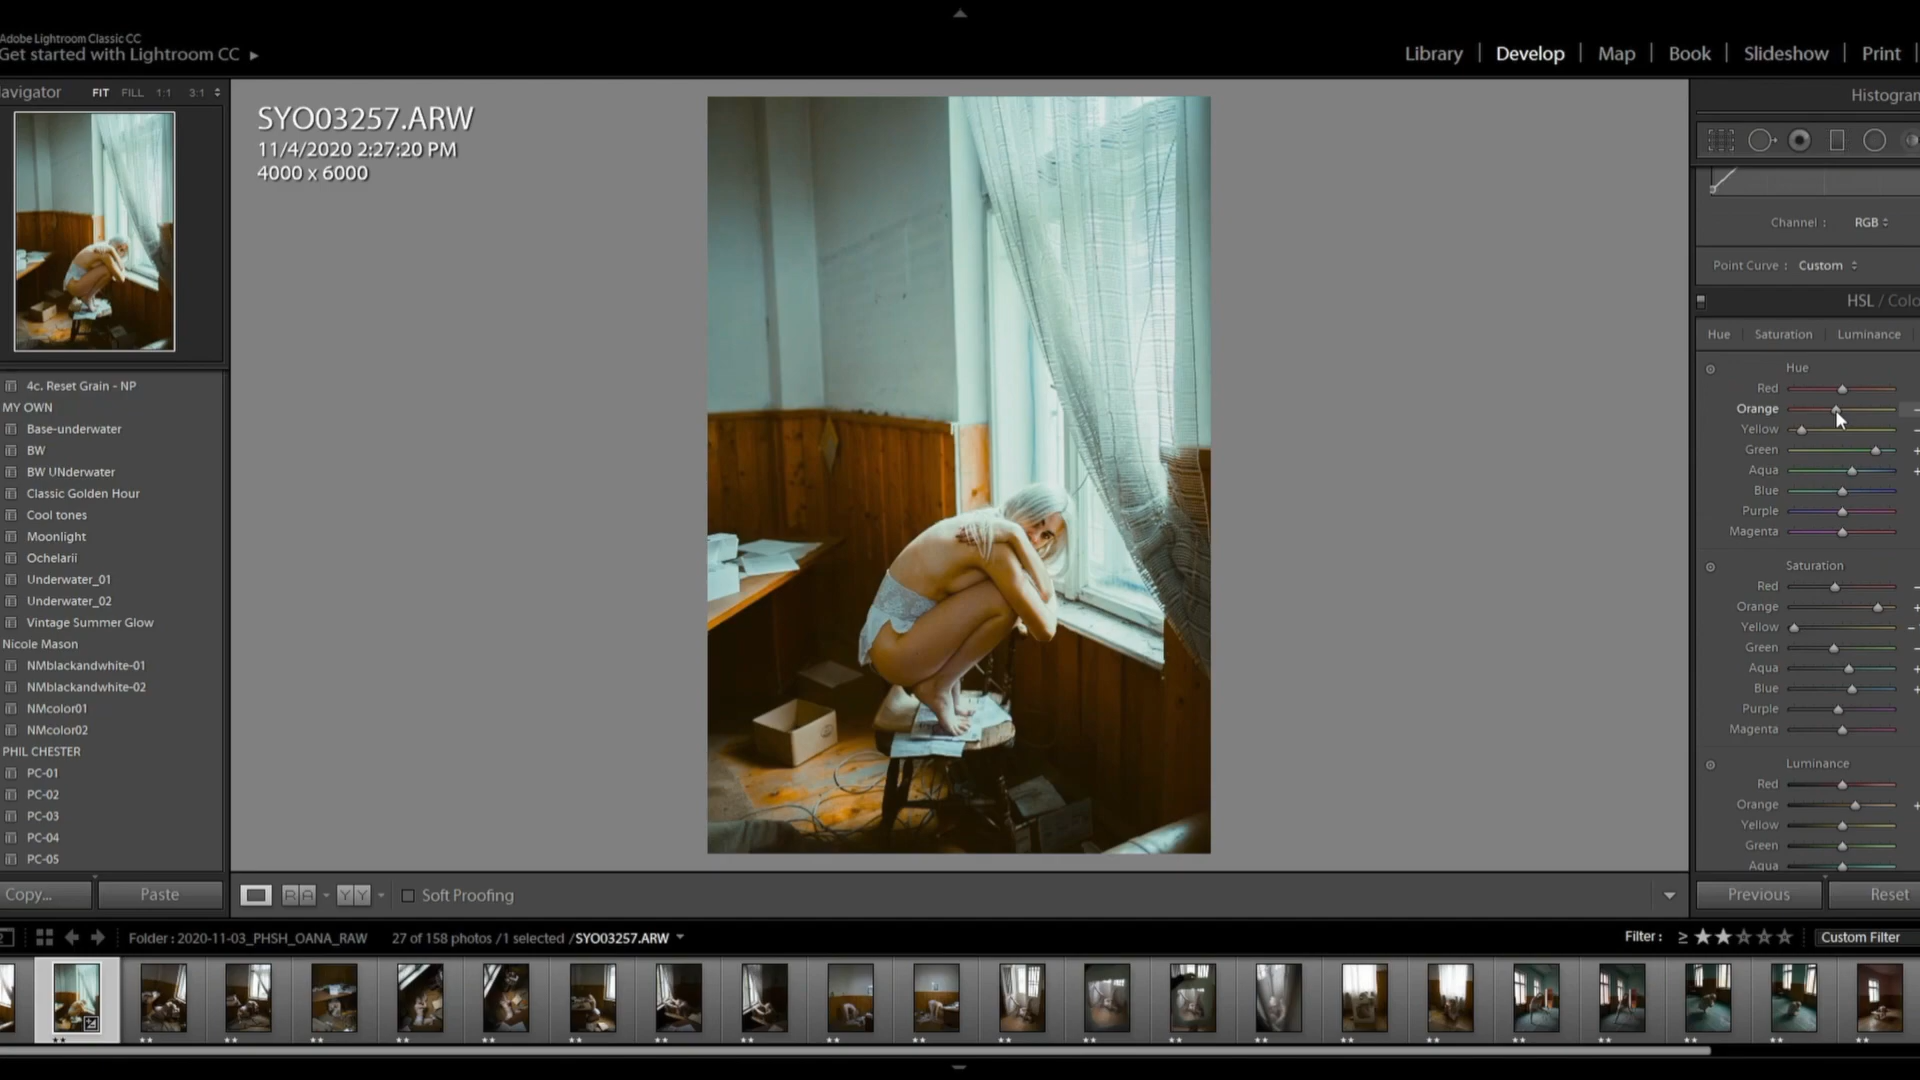 Adobe Lightroom Classic CC
Get started with Lightroom CC
Library | Develop | Map | Book | Slideshow | Print
FIT FILL 1:1 3:1
SYO03257.ARW
11/4/2020 2:27:20 PM
4000 x 6000
4c. Reset Grain - NP
MY OWN
Base-underwater
BW
BW UNderwater
Classic Golden Hour
Cool tones
Moonlight
Ochelarii
Underwater_01
Underwater_02
Vintage Summer Glow
Nicole Mason
NMblackandwhite-01
NMblackandwhite-02
NMcolor01
NMcolor02
PHIL CHESTER
PC-01
PC-02
PC-03
PC-04
PC-05
Copy... Paste
Soft Proofing
Channel : RGB
Point Curve : Custom
HSL /
Hue Saturation Luminance
Hue
Red
Orange
Yellow
Green
Aqua
Blue
Purple
Magenta
Saturation
Red
Orange
Yellow
Green
Aqua
Blue
Purple
Magenta
Luminance
Red
Orange
Yellow
Green
Aqua
Previous Reset
Folder : 2020-11-03_PHSH_OANA_RAW 27 of 158 photos /1 selected /SYO03257.ARW
Filter : ≥ ★★☆☆☆ Custom Filter